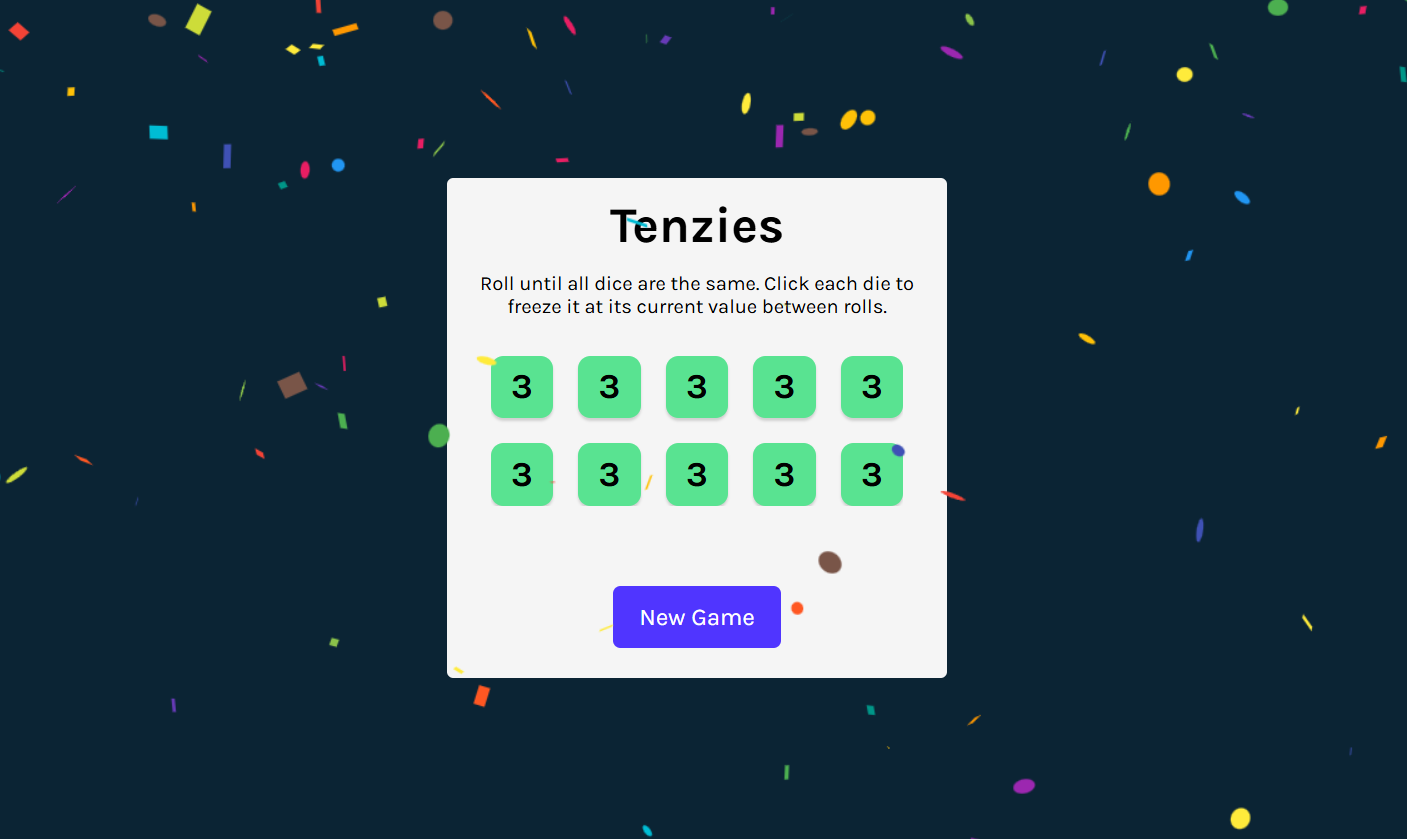 Tenzies
Roll until all dice are the same. Click each die to
freeze it at its current value between rolls.
3 3 3 3 3
3 3 3 3 3
New Game